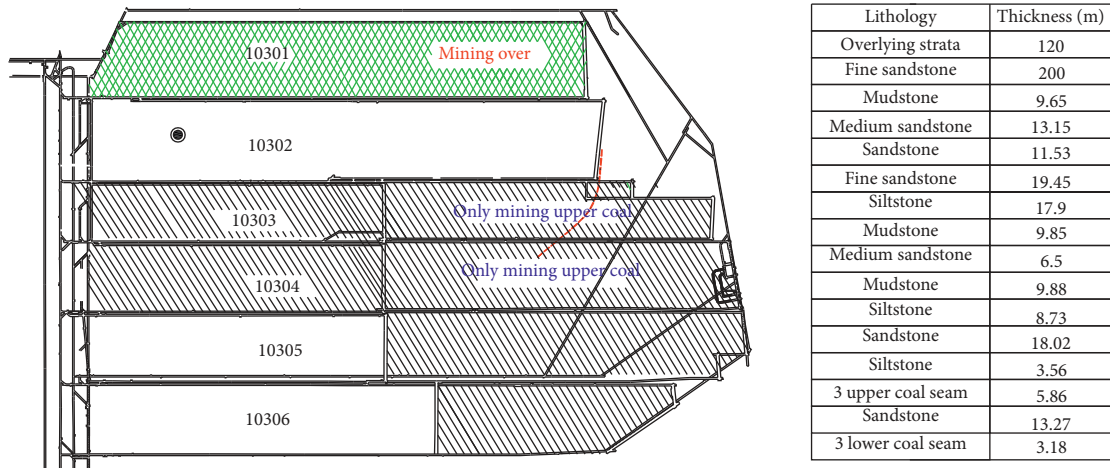 10301
Mining over
10302
10303
Only mining upper coal
10304
Only mining upper coal
10305
10306
Lithology Thickness (m)
Overlying strata 120
Fine sandstone 200
Mudstone 9.65
Medium sandstone 13.15
Sandstone 11.53
Fine sandstone 19.45
Siltstone 17.9
Mudstone 9.85
Medium sandstone 6.5
Mudstone 9.88
Siltstone 8.73
Sandstone 18.02
Siltstone 3.56
3 upper coal seam 5.86
Sandstone 13.27
3 lower coal seam 3.18